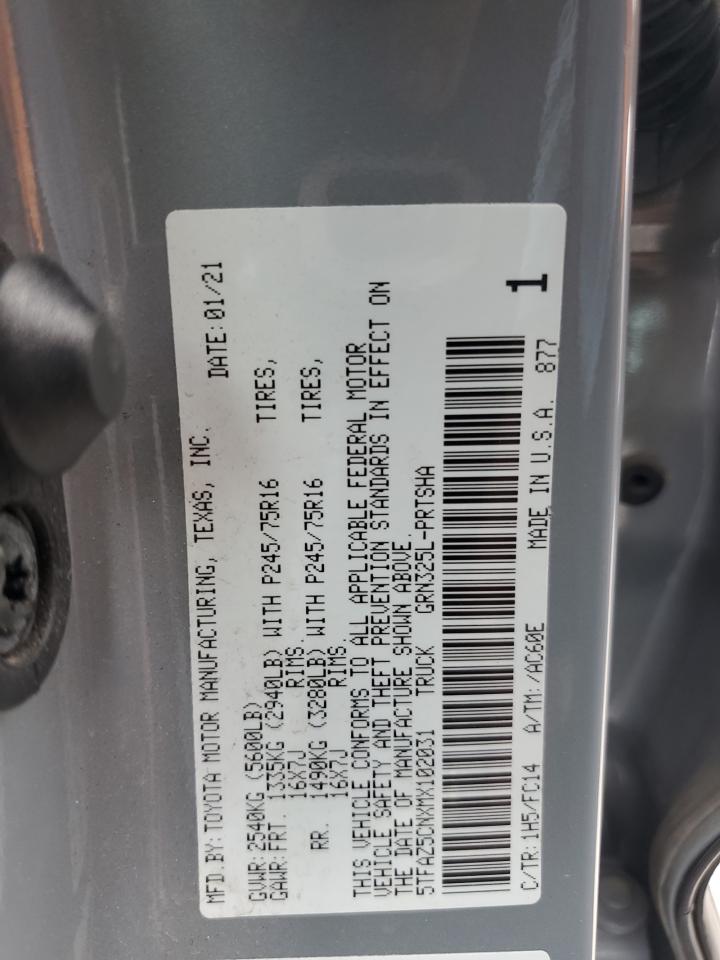 MFD.BY:TOYOTA MOTOR MANUFACTURING, TEXAS, INC. DATE:01/21
GVWR:2540KG (5600LB)
GAWR:FRT. 1335KG (2940LB) WITH P245/75R16 TIRES,
16X7J RIMS.
RR. 1490KG (3280LB) WITH P245/75R16 TIRES,
16X7J RIMS.
THIS VEHICLE CONFORMS TO ALL APPLICABLE FEDERAL MOTOR
VEHICLE SAFETY AND THEFT PREVENTION STANDARDS IN EFFECT ON
THE DATE OF MANUFACTURE SHOWN ABOVE.
5TFAZ5CNXMX102031 TRUCK GRN325L-PRTSHA
C/TR:1H5/FC14 A/TM:/AC60E MADE IN U.S.A. 877 1